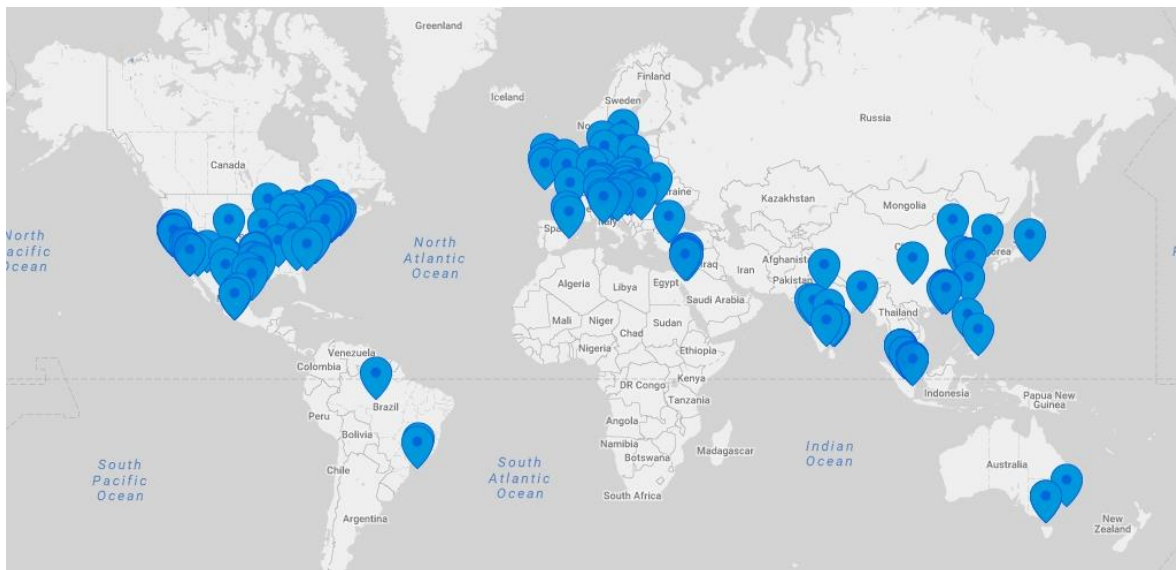 Greenland
Iceland
Finland
Sweden
Russia
Canada
Kazakhstan
Mongolia
North
Pacific
Ocean
North
Atlantic
Ocean
Afghanistan
Iran
Pakistan
Algeria
Libya
Egypt
Saudi Arabia
Mali
Niger
Chad
Sudan
Thailand
Nigeria
Ethiopia
Venezuela
Colombia
DR Congo
Kenya
Tanzania
Indonesia
Papua New
Guinea
Brazil
Peru
Bolivia
Angola
Namibia
Botswana
Madagascar
Indian
Ocean
South
Pacific
Ocean
Chile
South
Atlantic
Ocean
South Africa
Australia
Argentina
New
Zealand